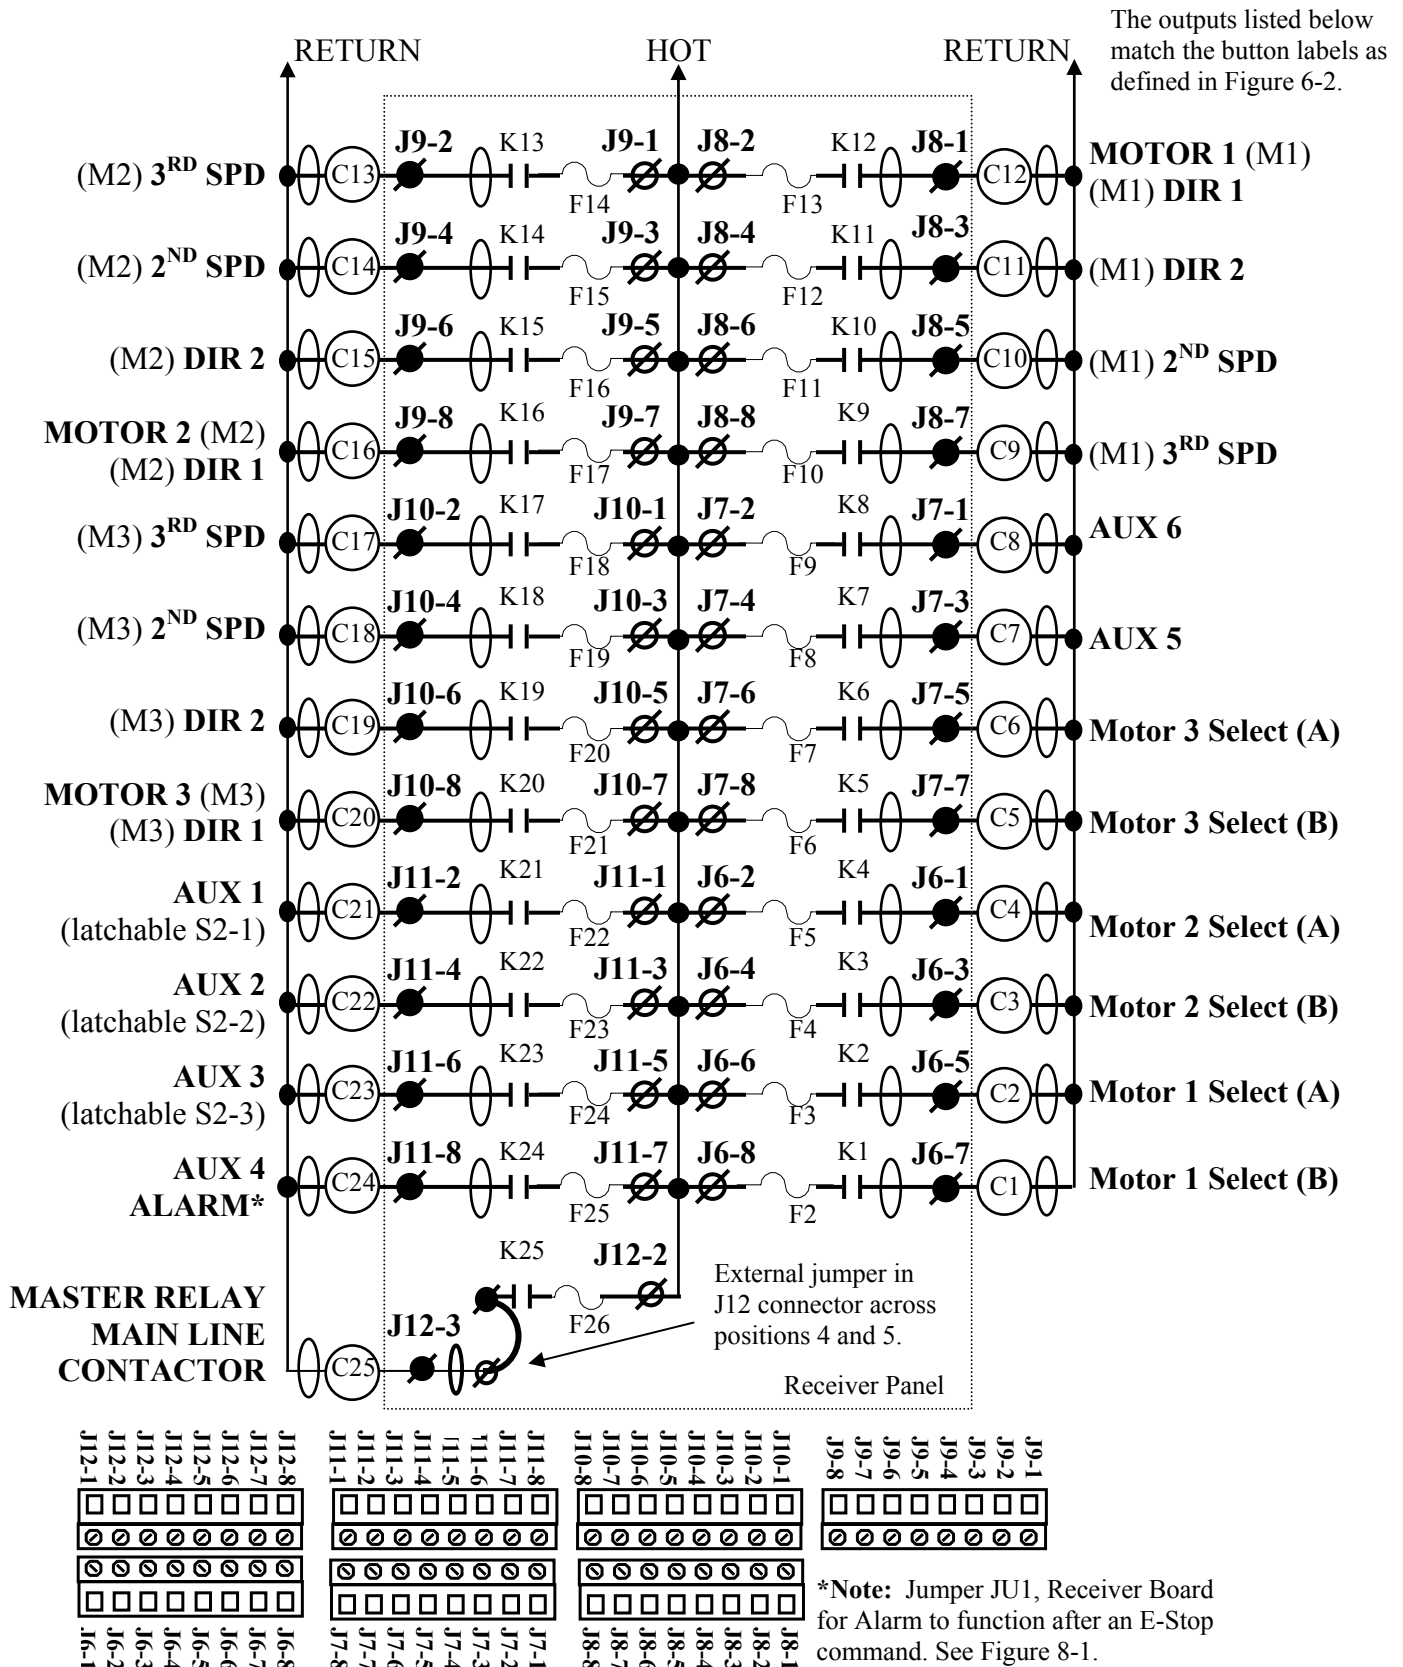 The outputs listed below
match the button labels as
defined in Figure 6-2.
RETURN HOT RETURN
(M2) 3RD SPD C13 J9-2 K13 F14 J9-1 J8-2 F13 K12 J8-1 C12 MOTOR 1 (M1)
(M1) DIR 1
(M2) 2ND SPD C14 J9-4 K14 F15 J9-3 J8-4 F12 K11 J8-3 C11 (M1) DIR 2
(M2) DIR 2 C15 J9-6 K15 F16 J9-5 J8-6 F11 K10 J8-5 C10 (M1) 2ND SPD
MOTOR 2 (M2)
(M2) DIR 1 C16 J9-8 K16 F17 J9-7 J8-8 F10 K9 J8-7 C9 (M1) 3RD SPD
(M3) 3RD SPD C17 J10-2 K17 F18 J10-1 J7-2 F9 K8 J7-1 C8 AUX 6
(M3) 2ND SPD C18 J10-4 K18 F19 J10-3 J7-4 F8 K7 J7-3 C7 AUX 5
(M3) DIR 2 C19 J10-6 K19 F20 J10-5 J7-6 F7 K6 J7-5 C6 Motor 3 Select (A)
MOTOR 3 (M3)
(M3) DIR 1 C20 J10-8 K20 F21 J10-7 J7-8 F6 K5 J7-7 C5 Motor 3 Select (B)
AUX 1
(latchable S2-1) C21 J11-2 K21 F22 J11-1 J6-2 F5 K4 J6-1 C4 Motor 2 Select (A)
AUX 2
(latchable S2-2) C22 J11-4 K22 F23 J11-3 J6-4 F4 K3 J6-3 C3 Motor 2 Select (B)
AUX 3
(latchable S2-3) C23 J11-6 K23 F24 J11-5 J6-6 F3 K2 J6-5 C2 Motor 1 Select (A)
AUX 4
ALARM* C24 J11-8 K24 F25 J11-7 J6-8 F2 K1 J6-7 C1 Motor 1 Select (B)
K25 F26 J12-2
MASTER RELAY
MAIN LINE
CONTACTOR C25 J12-3
External jumper in
J12 connector across
positions 4 and 5.
Receiver Panel
J12-1 J12-2 J12-3 J12-4 J12-5 J12-6 J12-7 J12-8
J11-1 J11-2 J11-3 J11-4 J11-5 J11-6 J11-7 J11-8
J10-8 J10-7 J10-6 J10-5 J10-4 J10-3 J10-2 J10-1
J9-8 J9-7 J9-6 J9-5 J9-4 J9-3 J9-2 J9-1
J6-1 J6-2 J6-3 J6-4 J6-5 J6-6 J6-7 J6-8
J7-8 J7-7 J7-6 J7-5 J7-4 J7-3 J7-2 J7-1
J8-8 J8-7 J8-6 J8-5 J8-4 J8-3 J8-2 J8-1
*Note: Jumper JU1, Receiver Board
for Alarm to function after an E-Stop
command. See Figure 8-1.